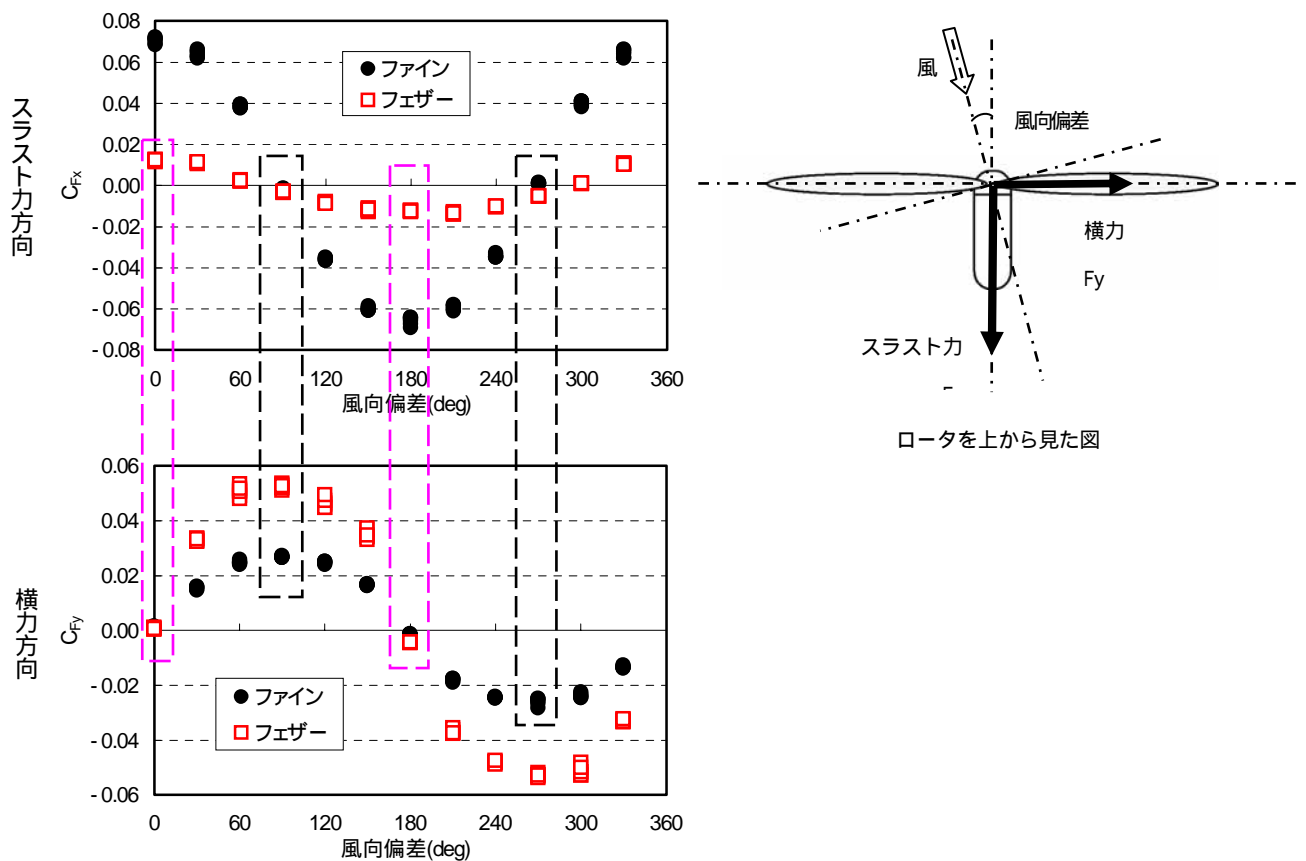 スラスト力方向
C_Fx
0.08
0.06
0.04
0.02
0.00
- 0.02
- 0.04
- 0.06
- 0.08
ファイン
フェザー
0 60 120 180 240 300 360
風向偏差(deg)
横力方向
C_Fy
0.06
0.04
0.02
0.00
- 0.02
- 0.04
- 0.06
ファイン
フェザー
0 60 120 180 240 300 360
風向偏差(deg)
風
風向偏差
横力
Fy
スラスト力
ロータを上から見た図